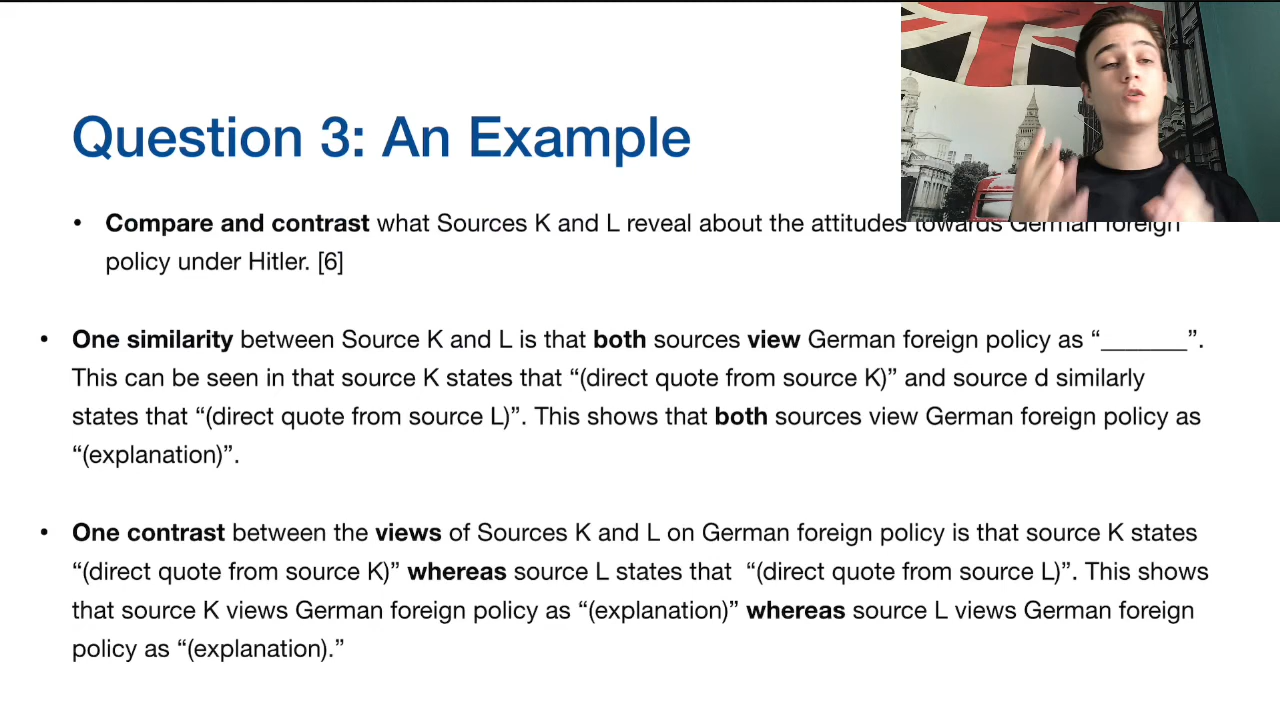 Question 3: An Example
• Compare and contrast what Sources K and L reveal about the attitudes towards German foreign
policy under Hitler. [6]
• One similarity between Source K and L is that both sources view German foreign policy as “_______”.
This can be seen in that source K states that “(direct quote from source K)” and source d similarly
states that “(direct quote from source L)”. This shows that both sources view German foreign policy as
“(explanation)”.
• One contrast between the views of Sources K and L on German foreign policy is that source K states
“(direct quote from source K)” whereas source L states that “(direct quote from source L)”. This shows
that source K views German foreign policy as “(explanation)” whereas source L views German foreign
policy as “(explanation).”